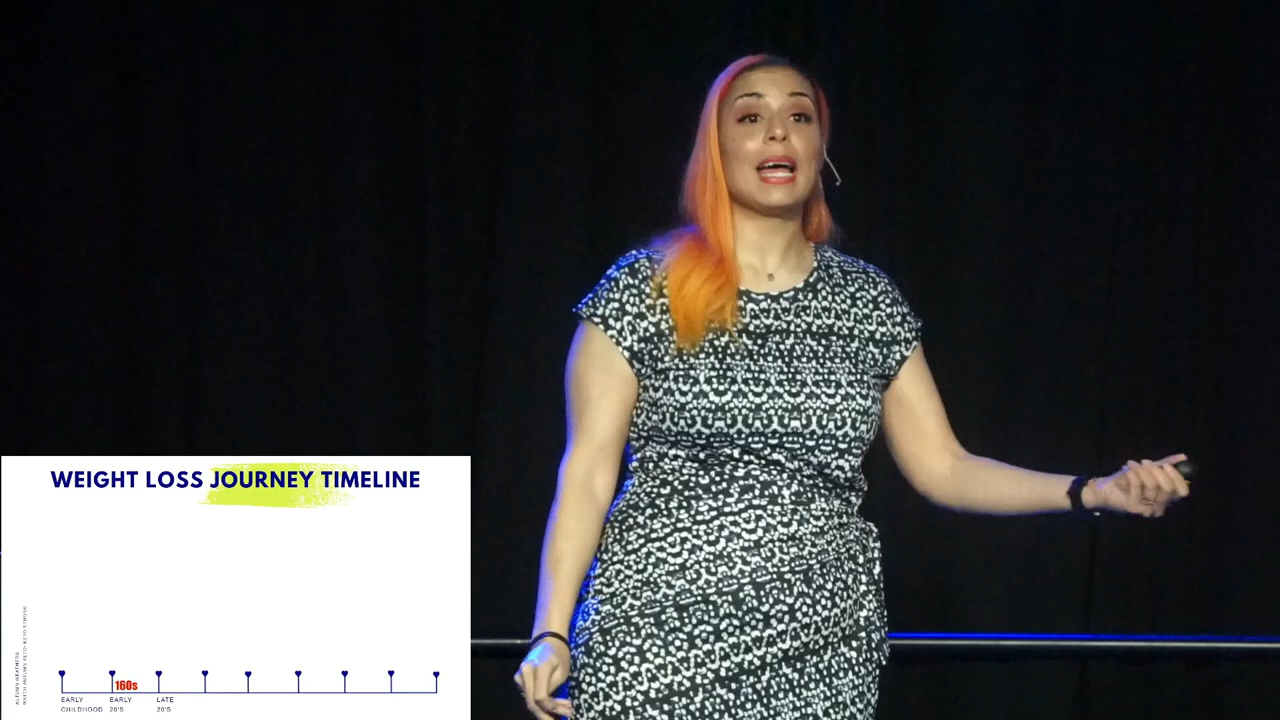 WEIGHT LOSS JOURNEY TIMELINE
160s
EARLY
CHILDHOOD
EARLY
20'S
LATE
20'S